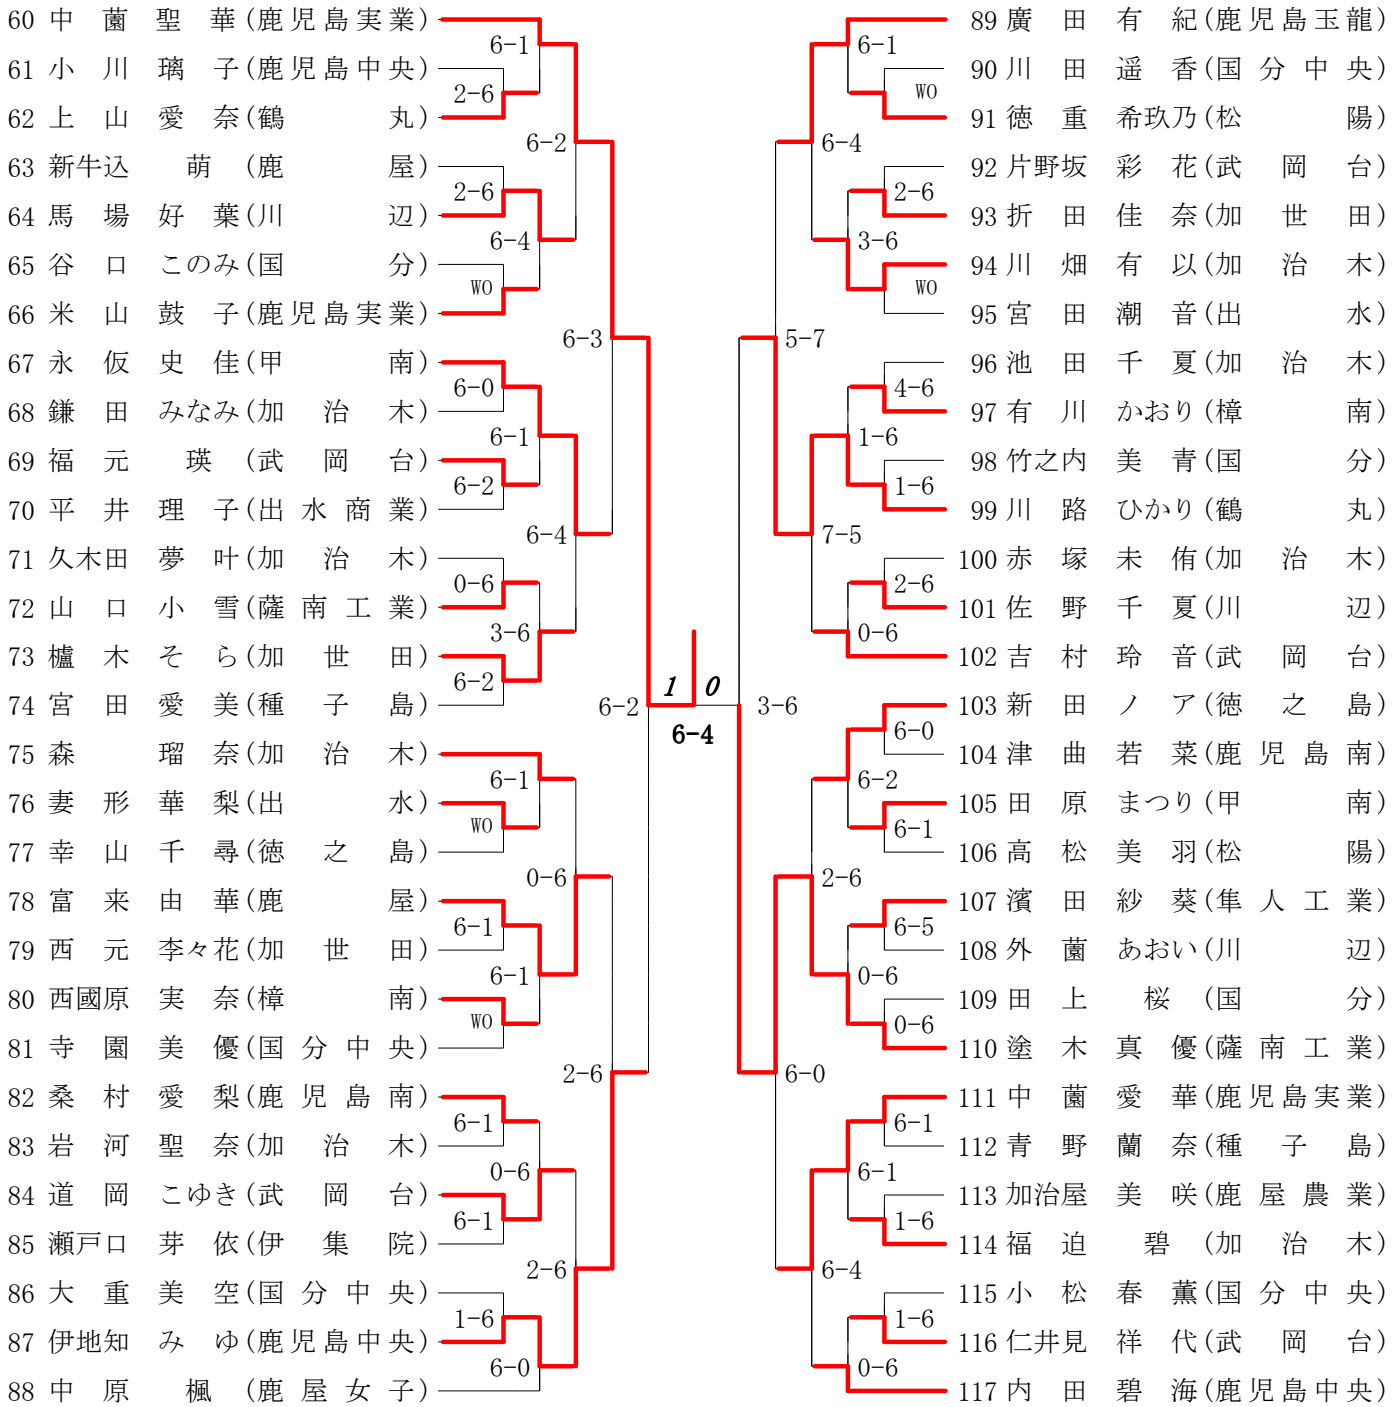 60 中 薗 聖 華(鹿児島実業)
61 小 川 璃 子(鹿児島中央)
62 上 山 愛 奈(鶴 丸)
63 新牛込 萌 (鹿 屋)
64 馬 場 好 葉(川 辺)
65 谷 口 このみ(国 分)
66 米 山 鼓 子(鹿児島実業)
67 永 仮 史 佳(甲 南)
68 鎌 田 みなみ(加 治 木)
69 福 元 瑛 (武 岡 台)
70 平 井 理 子(出水商業)
71 久木田 夢 叶(加 治 木)
72 山 口 小 雪(薩南工業)
73 櫨 木 そ ら(加 世 田)
74 宮 田 愛 美(種 子 島)
75 森 瑠 奈(加 治 木)
76 妻 形 華 梨(出 水)
77 幸 山 千 尋(徳 之 島)
78 富 来 由 華(鹿 屋)
79 西 元 李々花(加 世 田)
80 西國原 実 奈(樟 南)
81 寺 園 美 優(国分中央)
82 桑 村 愛 梨(鹿児島南)
83 岩 河 聖 奈(加 治 木)
84 道 岡 こゆき(武 岡 台)
85 瀬戸口 芽 依(伊 集 院)
86 大 重 美 空(国分中央)
87 伊地知 み ゆ(鹿児島中央)
88 中 原 楓 (鹿屋女子)
6-1
2-6
6-2
2-6
6-4
WO
6-3
6-0
6-1
6-2
6-4
0-6
3-6
6-2
6-2
6-1
WO
0-6
6-1
6-1
WO
2-6
6-1
0-6
6-1
2-6
1-6
6-0
1 0
6-4
6-1
WO
6-4
2-6
3-6
WO
5-7
4-6
1-6
1-6
7-5
2-6
0-6
3-6
6-0
6-2
6-1
2-6
6-5
0-6
0-6
6-0
6-1
6-1
1-6
6-4
1-6
0-6
89 廣 田 有 紀(鹿児島玉龍)
90 川 田 遥 香(国分中央)
91 徳 重 希玖乃(松 陽)
92 片野坂 彩 花(武 岡 台)
93 折 田 佳 奈(加 世 田)
94 川 畑 有 以(加 治 木)
95 宮 田 潮 音(出 水)
96 池 田 千 夏(加 治 木)
97 有 川 かおり(樟 南)
98 竹之内 美 青(国 分)
99 川 路 ひかり(鶴 丸)
100 赤 塚 未 侑(加 治 木)
101 佐 野 千 夏(川 辺)
102 吉 村 玲 音(武 岡 台)
103 新 田 ノ ア(徳 之 島)
104 津 曲 若 菜(鹿児島南)
105 田 原 まつり(甲 南)
106 高 松 美 羽(松 陽)
107 濱 田 紗 葵(隼人工業)
108 外 薗 あおい(川 辺)
109 田 上 桜 (国 分)
110 塗 木 真 優(薩南工業)
111 中 薗 愛 華(鹿児島実業)
112 青 野 蘭 奈(種 子 島)
113 加治屋 美 咲(鹿屋農業)
114 福 迫 碧 (加 治 木)
115 小 松 春 薫(国分中央)
116 仁井見 祥 代(武 岡 台)
117 内 田 碧 海(鹿児島中央)